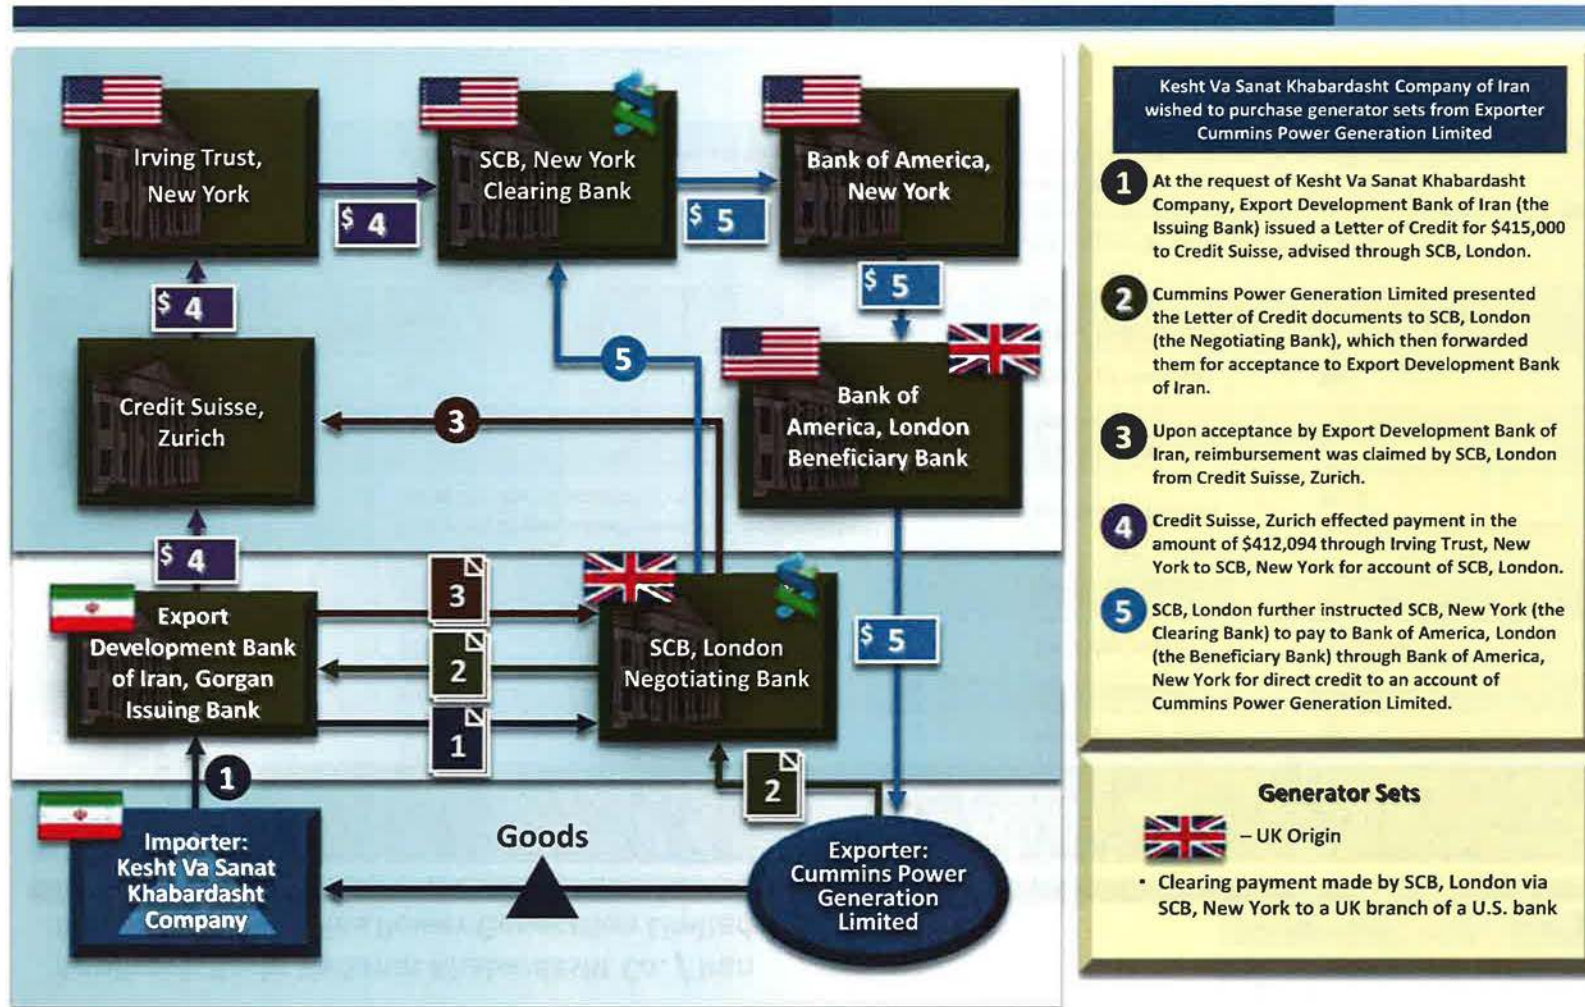 Irving Trust,
New York
$ 4
SCB, New York
Clearing Bank
$ 5
Bank of America,
New York
$ 4
$ 5
5
Credit Suisse,
Zurich
3
Bank of
America, London
Beneficiary Bank
$ 4
Export
Development Bank
of Iran, Gorgan
Issuing Bank
3
2
1
SCB, London
Negotiating Bank
$ 5
1
2
Importer:
Kesht Va Sanat
Khabardasht
Company
Goods
Exporter:
Cummins Power
Generation
Limited
Kesht Va Sanat Khabardasht Company of Iran
wished to purchase generator sets from Exporter
Cummins Power Generation Limited
1 At the request of Kesht Va Sanat Khabardasht
Company, Export Development Bank of Iran (the
Issuing Bank) issued a Letter of Credit for $415,000
to Credit Suisse, advised through SCB, London.
2 Cummins Power Generation Limited presented
the Letter of Credit documents to SCB, London
(the Negotiating Bank), which then forwarded
them for acceptance to Export Development Bank
of Iran.
3 Upon acceptance by Export Development Bank of
Iran, reimbursement was claimed by SCB, London
from Credit Suisse, Zurich.
4 Credit Suisse, Zurich effected payment in the
amount of $412,094 through Irving Trust, New
York to SCB, New York for account of SCB, London.
5 SCB, London further instructed SCB, New York (the
Clearing Bank) to pay to Bank of America, London
(the Beneficiary Bank) through Bank of America,
New York for direct credit to an account of
Cummins Power Generation Limited.
Generator Sets
– UK Origin
• Clearing payment made by SCB, London via
SCB, New York to a UK branch of a U.S. bank